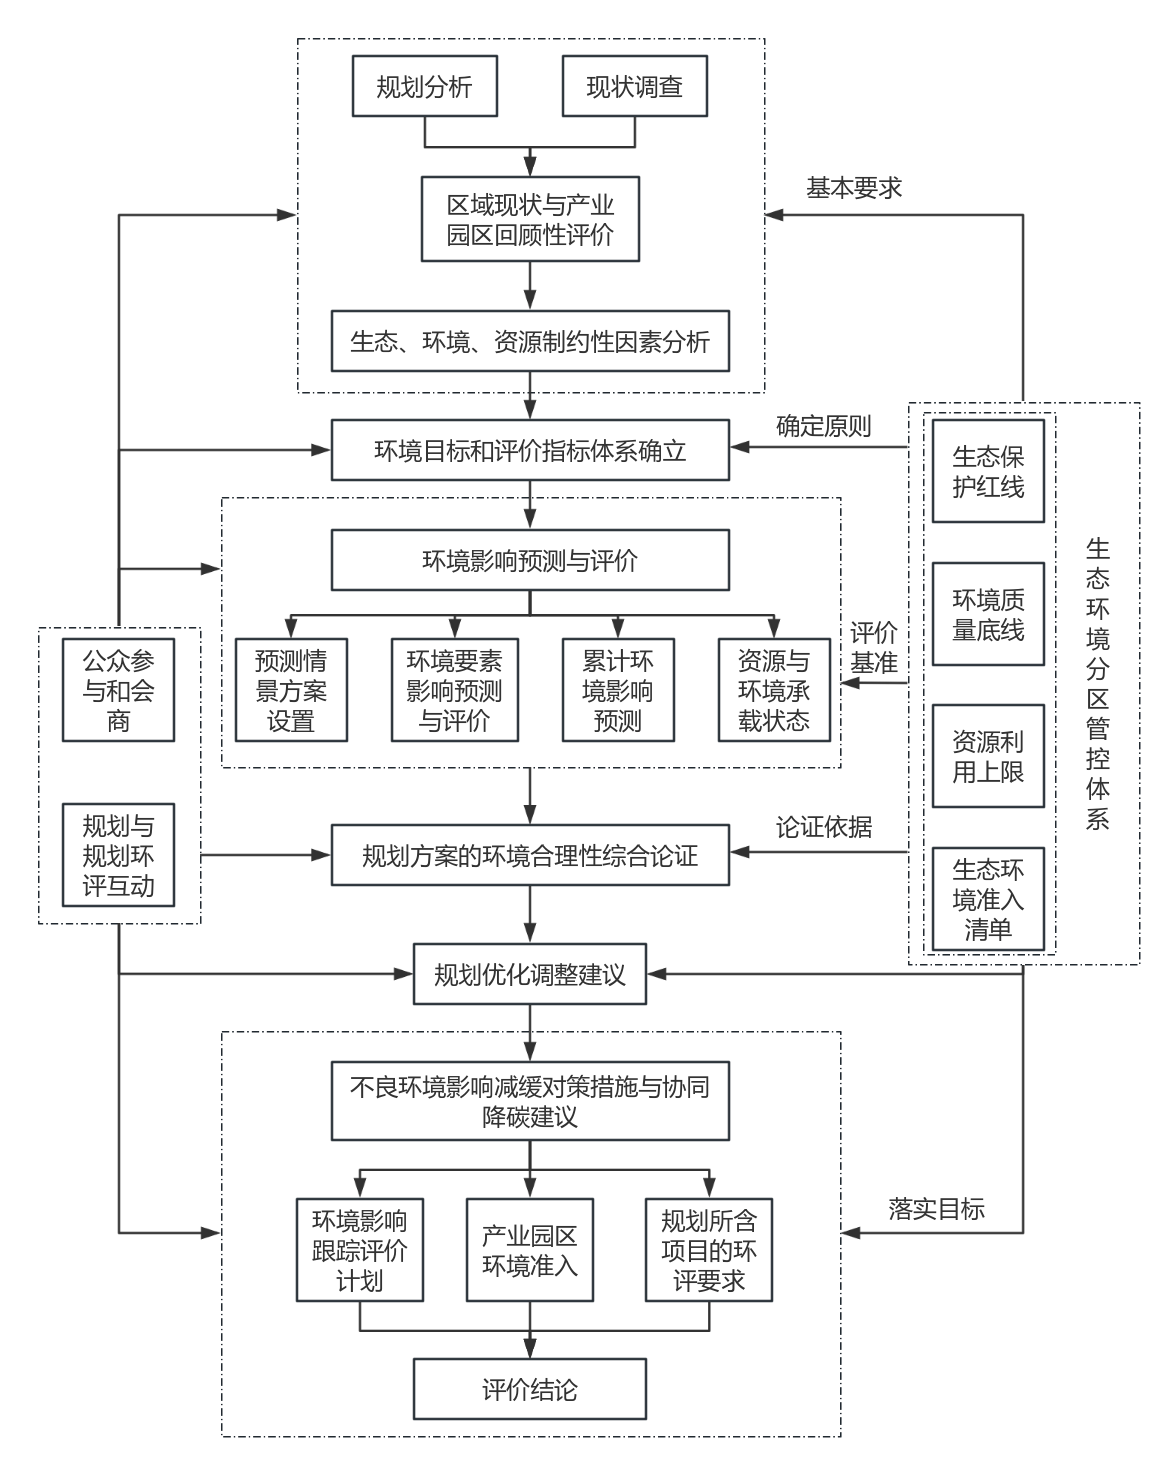 规划分析
现状调查
区域现状与产业
园区回顾性评价
基本要求
生态、环境、资源制约性因素分析
确定原则
环境目标和评价指标体系确立
生态保
护红线
环境影响预测与评价
环境质
量底线
生态环境分区管控体系
评价
基准
公众参
与和会
商
预测情
景方案
设置
环境要素
影响预测
与评价
累计环
境影响
预测
资源与
环境承
载状态
资源利
用上限
规划与
规划环
评互动
论证依据
规划方案的环境合理性综合论证
生态环
境准入
清单
规划优化调整建议
不良环境影响减缓对策措施与协同
降碳建议
环境影响
跟踪评价
计划
产业园区
环境准入
规划所含
项目的环
评要求
落实目标
评价结论